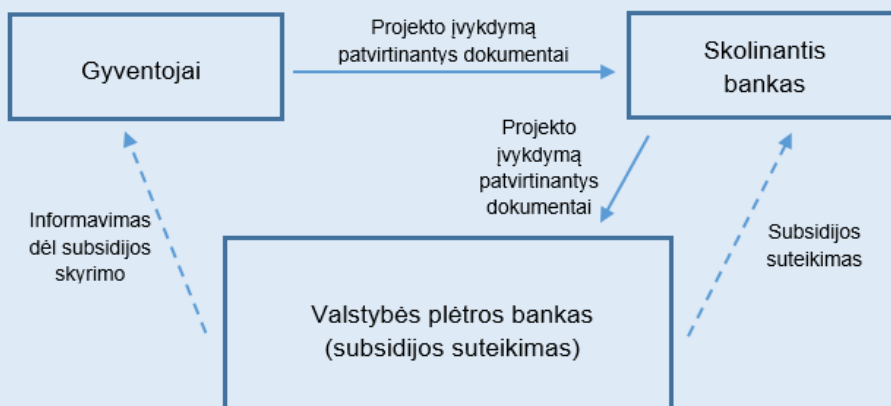 Projekto įvykdymą
patvirtinantys dokumentai
Gyventojai
Skolinantis
bankas
Projekto
įvykdymą
patvirtinantys
dokumentai
Informavimas
dėl subsidijos
skyrimo
Subsidijos
suteikimas
Valstybės plėtros bankas
(subsidijos suteikimas)